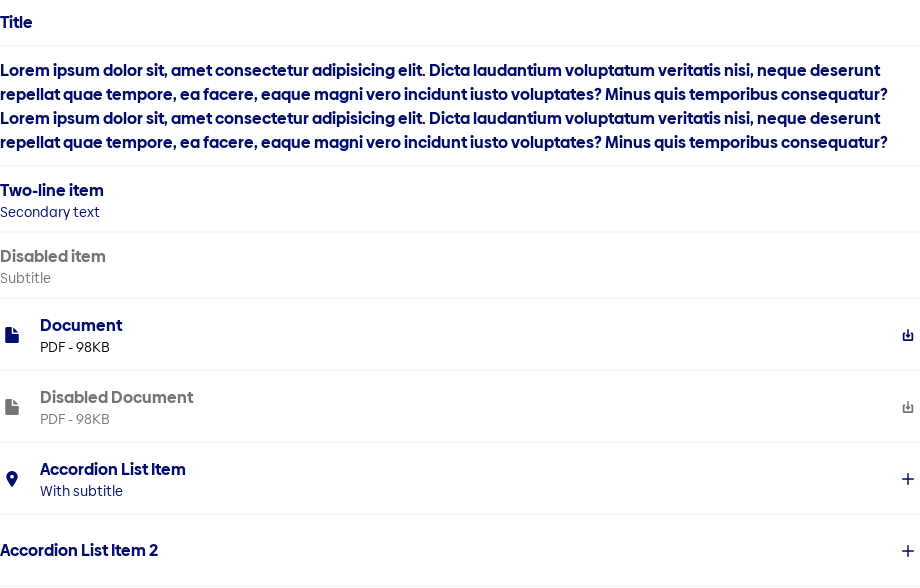 Title
Lorem ipsum dolor sit, amet consectetur adipisicing elit. Dicta laudantium voluptatum veritatis nisi, neque deserunt
repellat quae tempore, ea facere, eaque magni vero incidunt iusto voluptates? Minus quis temporibus consequatur?
Lorem ipsum dolor sit, amet consectetur adipisicing elit. Dicta laudantium voluptatum veritatis nisi, neque deserunt
repellat quae tempore, ea facere, eaque magni vero incidunt iusto voluptates? Minus quis temporibus consequatur?
Two-line item
Secondary text
Disabled item
Subtitle
Document
PDF - 98KB
Disabled Document
PDF - 98KB
Accordion List Item
With subtitle
Accordion List Item 2